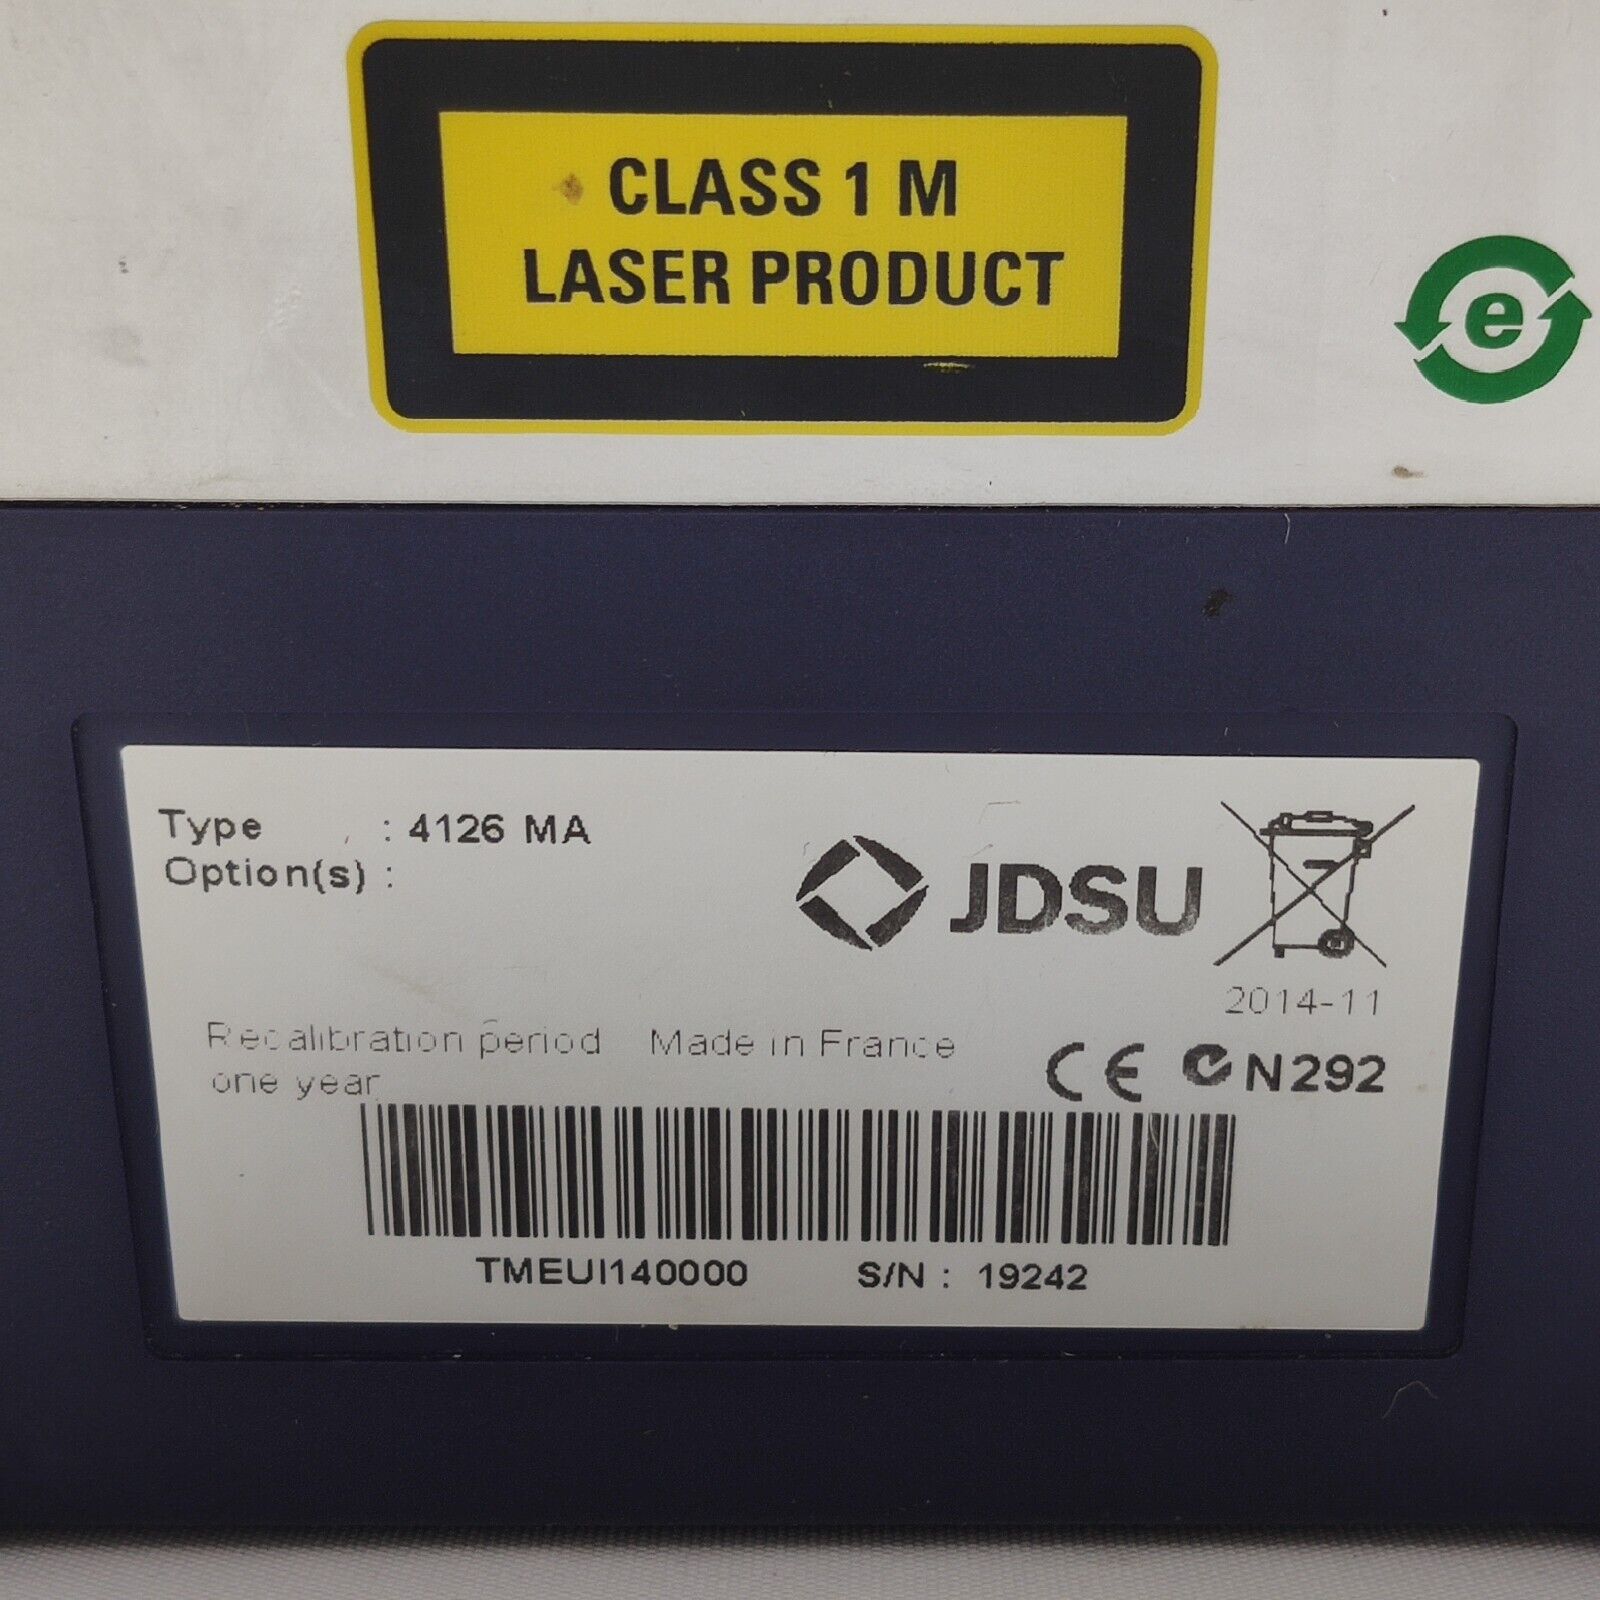 CLASS 1 M
LASER PRODUCT
e
Type : 4126 MA
Option(s) :
JDSU
2014-11
Recalibration period Made in France
one year
CE N292
TMEUI140000 S/N : 19242